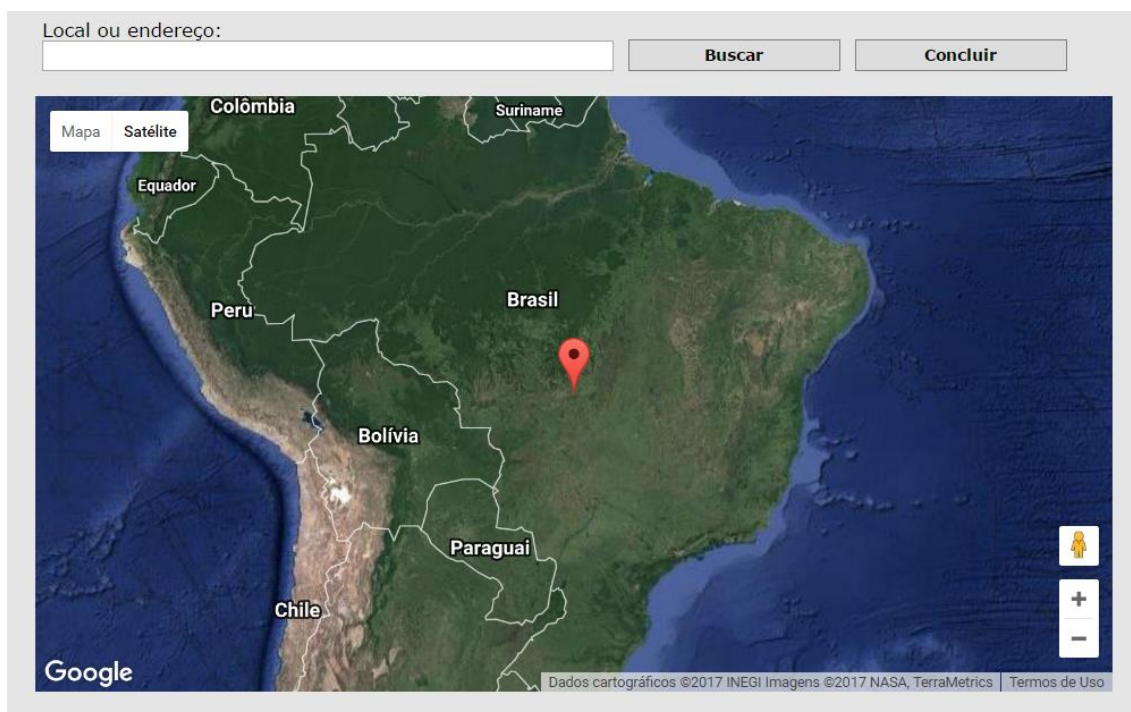 Local ou endereço:
Buscar
Concluir
Mapa
Satélite
Colômbia
Suriname
Equador
Brasil
Peru
Bolívia
Paraguai
Chile
+
−
Google
Dados cartográficos ©2017 INEGI Imagens ©2017 NASA, TerraMetrics
Termos de Uso